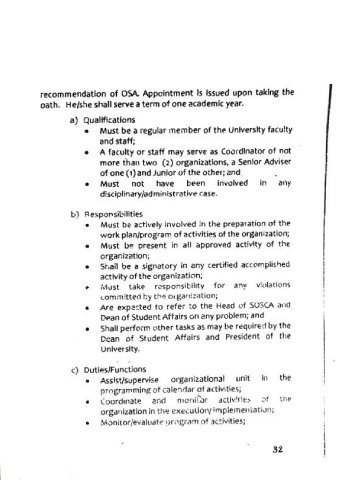 recommendation of OSA. Appointment is issued upon taking the
oath. He/she shall serve a term of one academic year.
a) Qualifications
• Must be a regular member of the University faculty
and staff;
• A faculty or staff may serve as Coordinator of not
more than two (2) organizations, a Senior Adviser
of one (1) and Junior of the other; and
• Must not have been involved in any
disciplinary/administrative case.
b) Responsibilities
• Must be actively involved in the preparation of the
work plan/program of activities of the organization;
• Must be present in all approved activity of the
organization;
• Shall be a signatory in any certified accomplished
activity of the organization;
• Must take responsibility for any violations
committed by the organization;
• Are expected to refer to the Head of SOSCA and
Dean of Student Affairs on any problem; and
• Shall perform other tasks as may be required by the
Dean of Student Affairs and President of the
University.
c) Duties/Functions
• Assist/supervise organizational unit in the
programming of calendar of activities;
• Coordinate and monitor activities of the
organization in the execution/implementation;
• Monitor/evaluate program of activities;
32